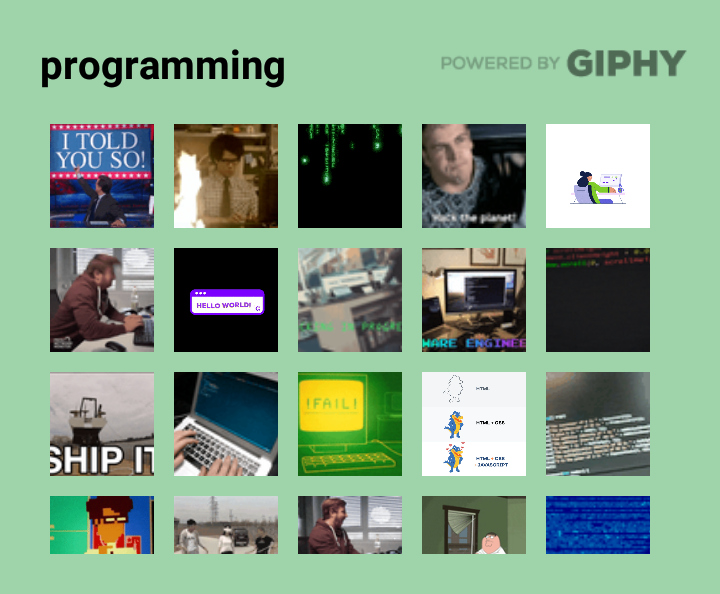 programming
POWERED BY GIPHY
I TOLD
YOU SO!
Hack the planet!
HELLO WORLD!
WARE ENGINEE
SHIP IT
!FAIL!
HTML
HTML + CSS
HTML + CSS
+ JAVASCRIPT